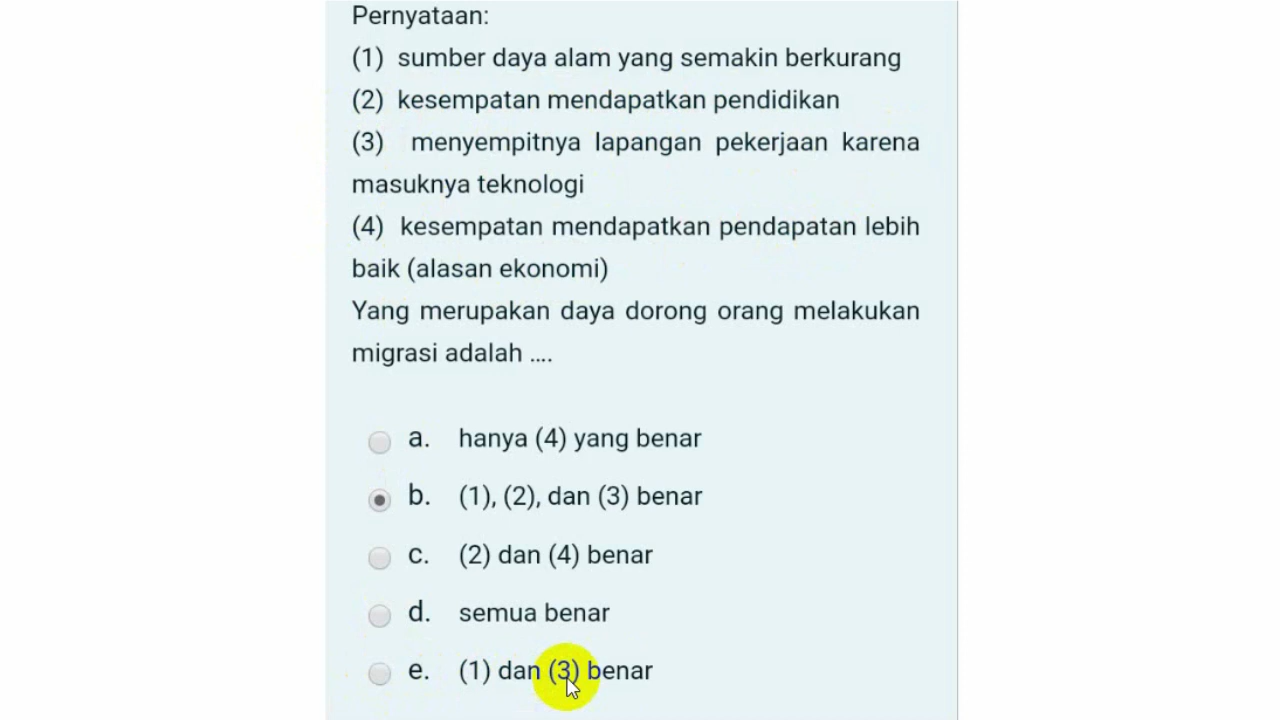 Pernyataan:
(1) sumber daya alam yang semakin berkurang
(2) kesempatan mendapatkan pendidikan
(3) menyempitnya lapangan pekerjaan karena
masuknya teknologi
(4) kesempatan mendapatkan pendapatan lebih
baik (alasan ekonomi)
Yang merupakan daya dorong orang melakukan
migrasi adalah ....
a. hanya (4) yang benar
b. (1), (2), dan (3) benar
c. (2) dan (4) benar
d. semua benar
e. (1) dan (3) benar